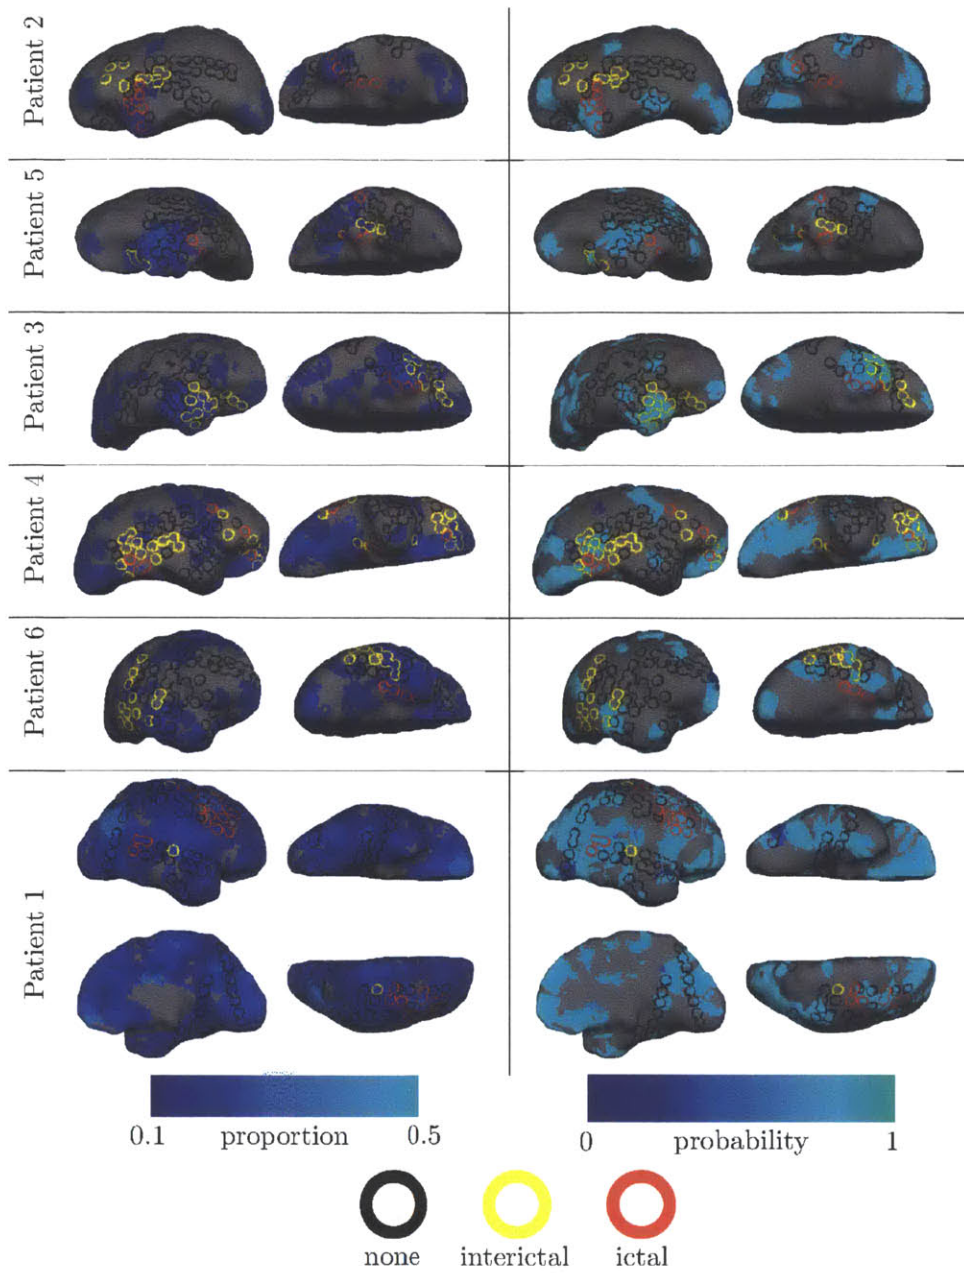 Patient 2
Patient 5
Patient 3
Patient 4
Patient 6
Patient 1
0.1 proportion 0.5
0 probability 1
none interictal ictal